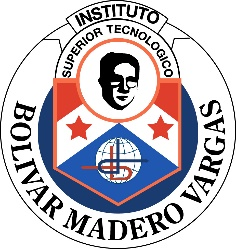 INSTITUTO
SUPERIOR TECNOLOGICO
BOLIVAR MADERO VARGAS